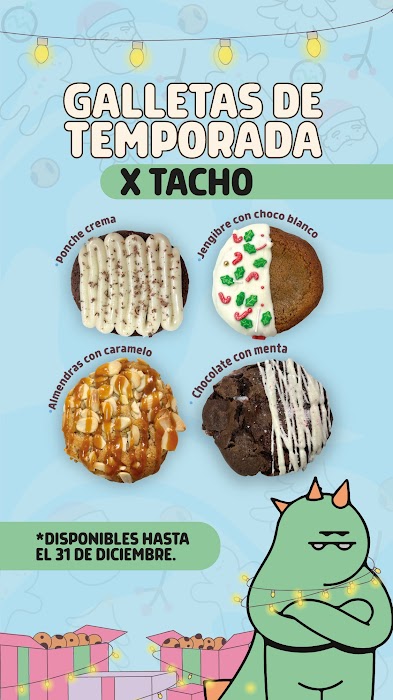 GALLETAS DE
TEMPORADA
X TACHO
*Ponche crema
*Jengibre con choco blanco
*Almendras con caramelo
*Chocolate con menta
*DISPONIBLES HASTA
EL 31 DE DICIEMBRE.